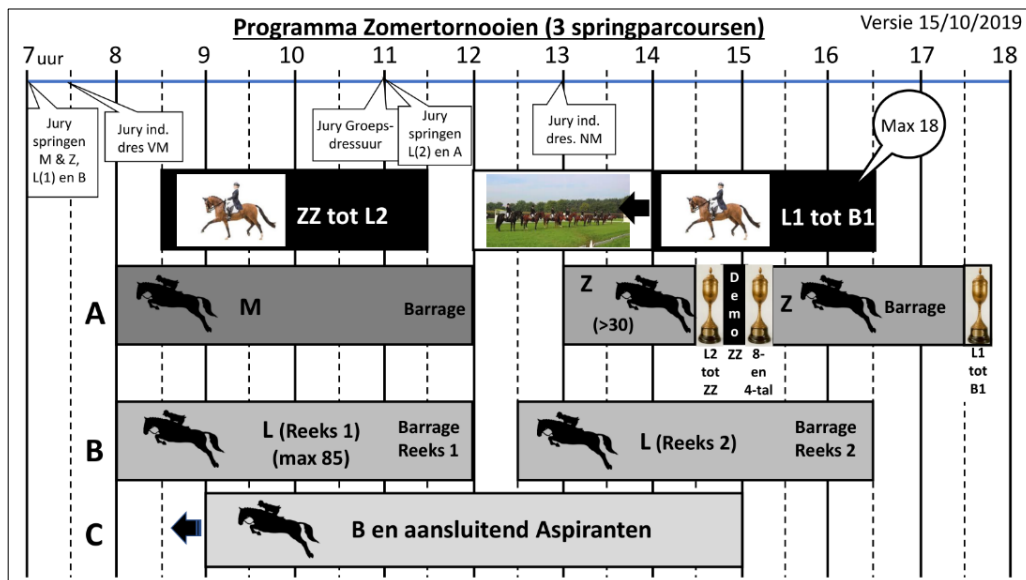 Programma Zomertornooien (3 springparcoursen)
Versie 15/10/2019
7 uur 8 9 10 11 12 13 14 15 16 17 18
Jury
springen
M & Z,
L(1) en B
Jury ind.
dres VM
Jury Groeps-
dressuur
Jury
springen
L(2) en A
Jury ind.
dres. NM
Max 18
ZZ tot L2
L1 tot B1
A
M
Barrage
Z
(>30)
Demo
Z
Barrage
L2
tot
ZZ
ZZ
8-
en
4-tal
L1
tot
B1
B
L (Reeks 1)
(max 85)
Barrage
Reeks 1
L (Reeks 2)
Barrage
Reeks 2
C
B en aansluitend Aspiranten